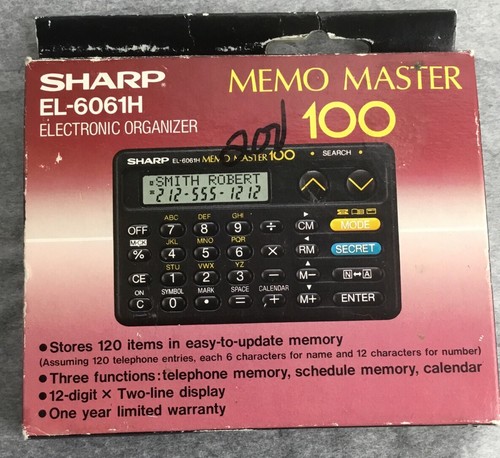 SHARP
EL-6061H
ELECTRONIC ORGANIZER
MEMO MASTER
100
SHARP EL-6061H MEMO MASTER 100
SEARCH
SMITH ROBERT
212-555-1212
ABC DEF GHI
OFF 7 8 9 ÷ CM MODE
JKL MNO PQR
% 4 5 6 × RM SECRET
STU VWX YZ
CE 1 2 3 − M− N↔A
ON SYMBOL MARK SPACE CALENDAR
C 0 • = + M+ ENTER
•Stores 120 items in easy-to-update memory
(Assuming 120 telephone entries, each 6 characters for name and 12 characters for number)
•Three functions:telephone memory, schedule memory, calendar
•12-digit × Two-line display
•One year limited warranty